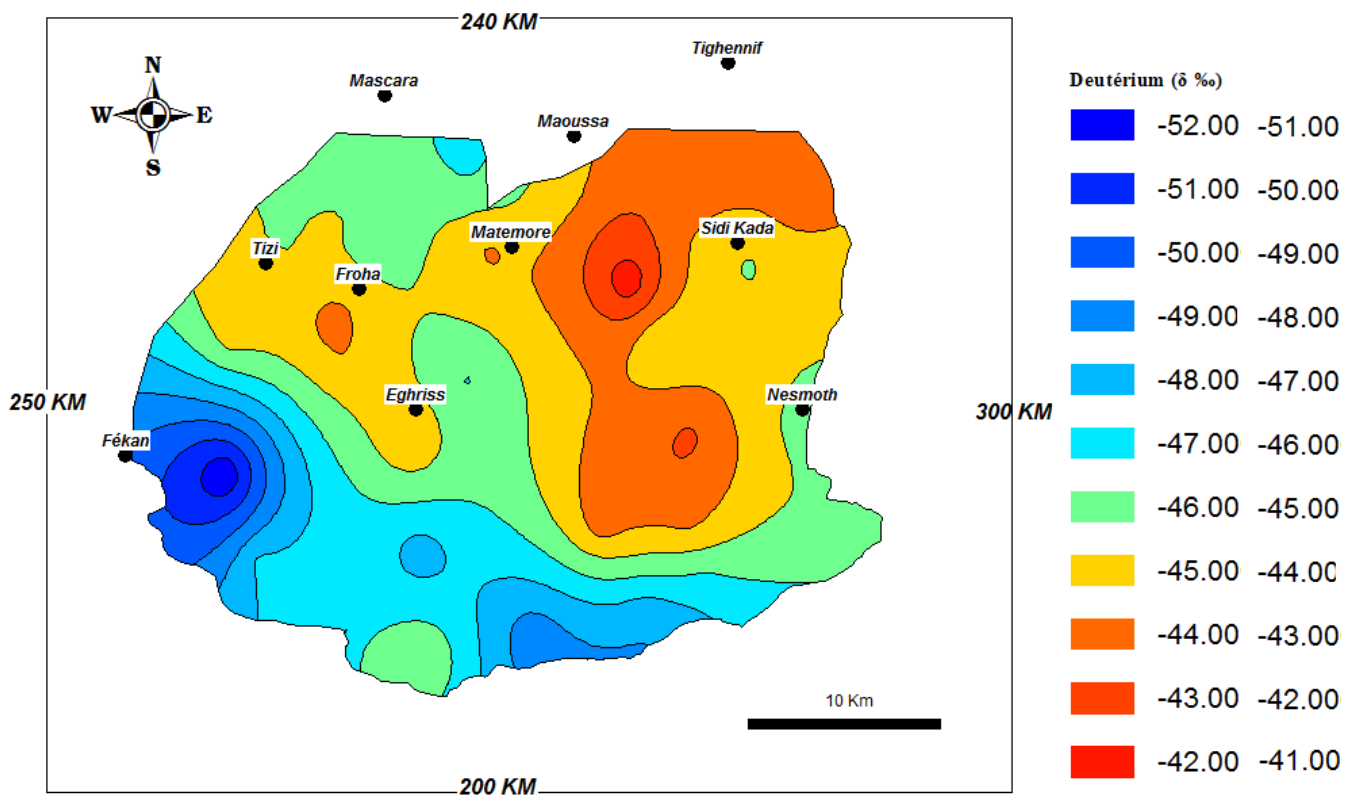 240 KM
Tighennif
Mascara
N
W E
S
Maoussa
Matemore
Sidi Kada
Tizi
Froha
Eghriss
Nesmoth
250 KM
300 KM
Fékan
10 Km
200 KM
Deutérium (δ ‰)
-52.00 -51.00
-51.00 -50.00
-50.00 -49.00
-49.00 -48.00
-48.00 -47.00
-47.00 -46.00
-46.00 -45.00
-45.00 -44.00
-44.00 -43.00
-43.00 -42.00
-42.00 -41.00